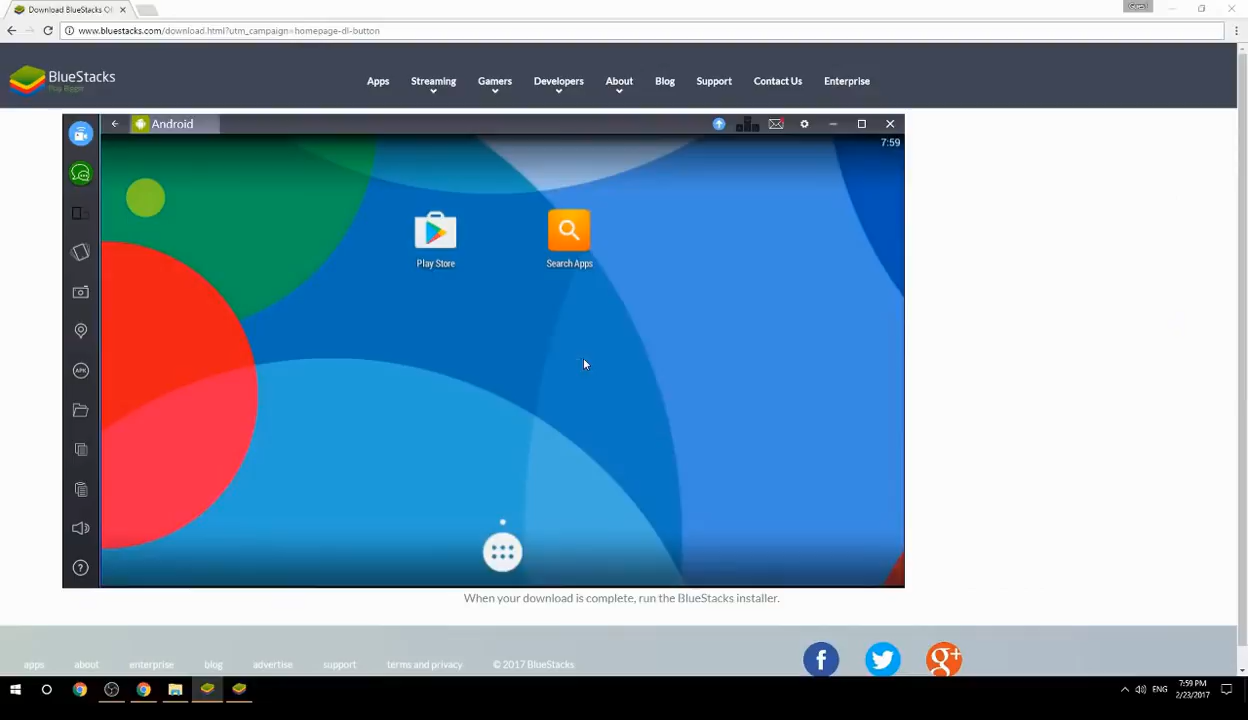 Download BlueStacks Of
www.bluestacks.com/download.html?utm_campaign=homepage-dl-button
BlueStacks
Play Bigger
Apps Streaming Gamers Developers About Blog Support Contact Us Enterprise
Android
7:59
Play Store
Search Apps
APK
When your download is complete, run the BlueStacks installer.
apps about enterprise blog advertise support terms and privacy © 2017 BlueStacks
f
g+
ENG
7:59 PM
2/23/2017